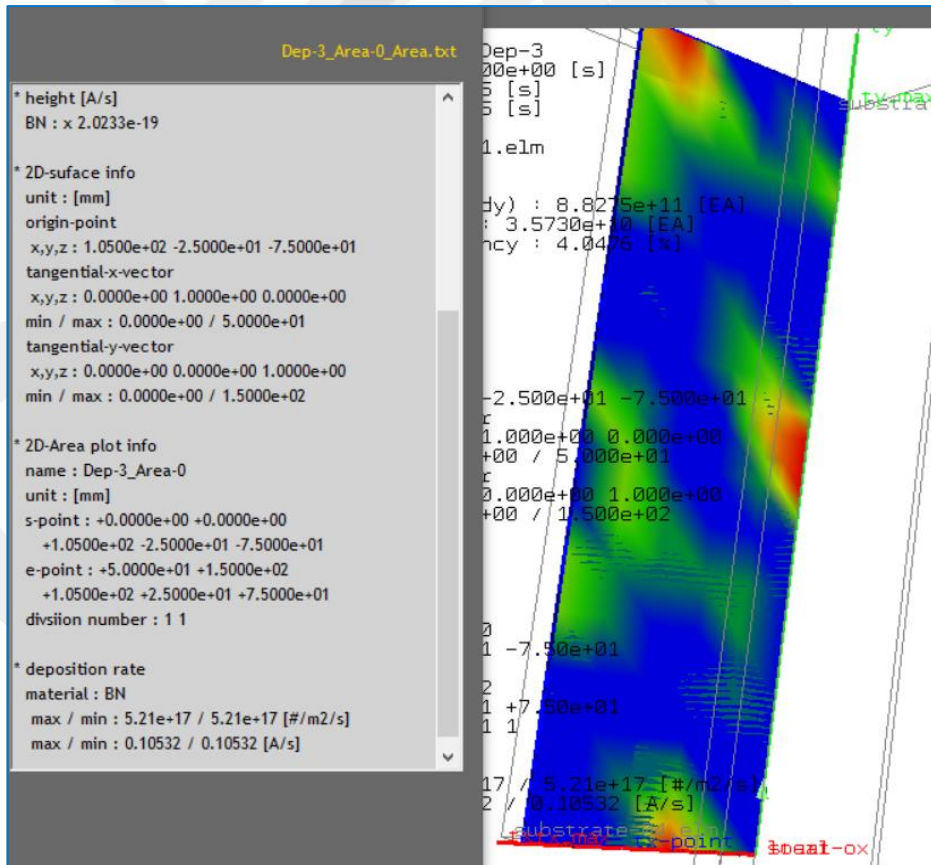 Dep-3_Area-0_Area.txt
* height [A/s]
BN : x 2.0233e-19
* 2D-suface info
unit : [mm]
origin-point
x,y,z : 1.0500e+02 -2.5000e+01 -7.5000e+01
tangential-x-vector
x,y,z : 0.0000e+00 1.0000e+00 0.0000e+00
min / max : 0.0000e+00 / 5.0000e+01
tangential-y-vector
x,y,z : 0.0000e+00 0.0000e+00 1.0000e+00
min / max : 0.0000e+00 / 1.5000e+02
* 2D-Area plot info
name : Dep-3_Area-0
unit : [mm]
s-point : +0.0000e+00 +0.0000e+00
+1.0500e+02 -2.5000e+01 -7.5000e+01
e-point : +5.0000e+01 +1.5000e+02
+1.0500e+02 +2.5000e+01 +7.5000e+01
divsiion number : 1 1
* deposition rate
material : BN
max / min : 5.21e+17 / 5.21e+17 [#/m2/s]
max / min : 0.10532 / 0.10532 [A/s]
Dep-3
00e+00 [s]
5 [s]
5 [s]
1.elm
dy) : 8.8275e+11 [EA]
: 3.5730e+10 [EA]
ncy : 4.0476 [%]
-2.500e+01 -7.500e+01
r
1.000e+00 0.000e+00
+00 / 5.000e+01
r
0.000e+00 1.000e+00
+00 / 1.500e+02
0
1 -7.50e+01
2
1 +7.50e+01
1 1
17 / 5.21e+17 [#/m2/s]
2 / 0.10532 [A/s]
ty
ty-max
substrat
tx-point